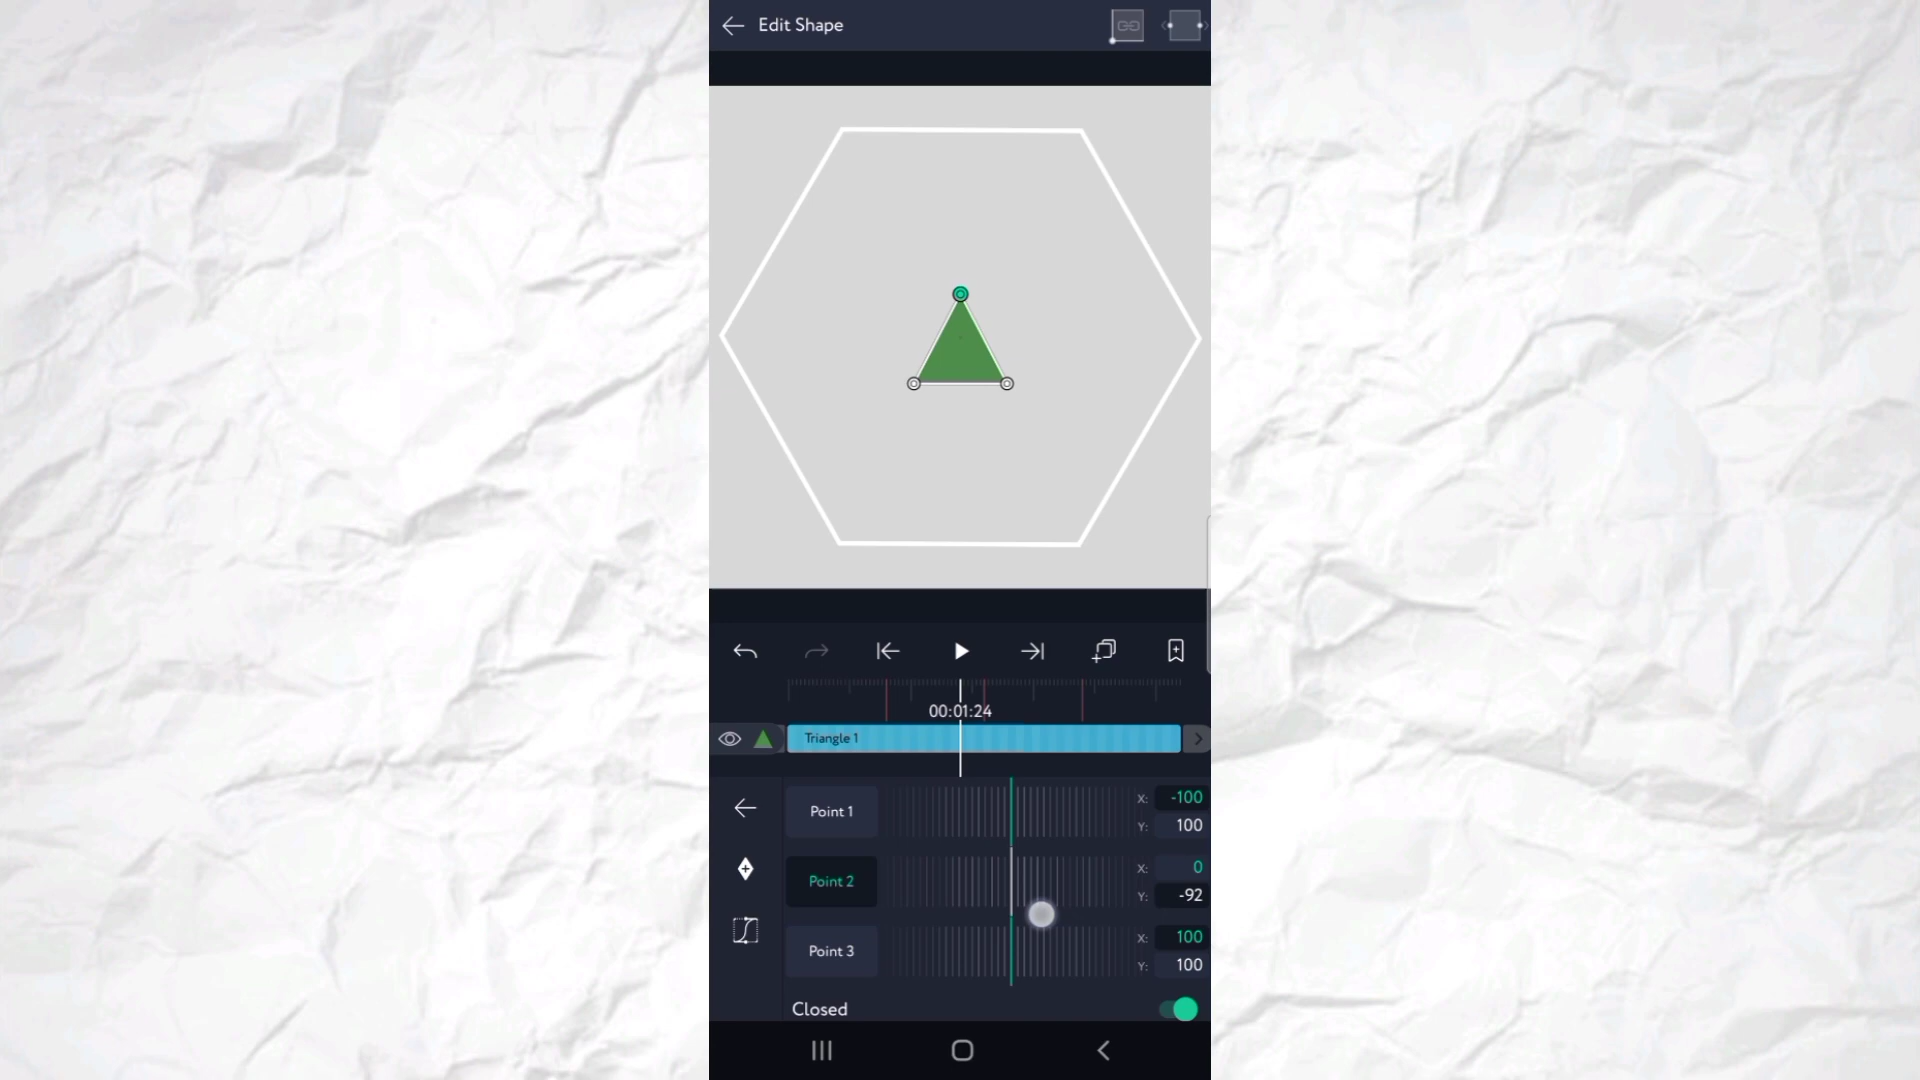 Edit Shape
00:01:24
Triangle 1
Point 1
X: -100
Y: 100
Point 2
X: 0
Y: -92
Point 3
X: 100
Y: 100
Closed